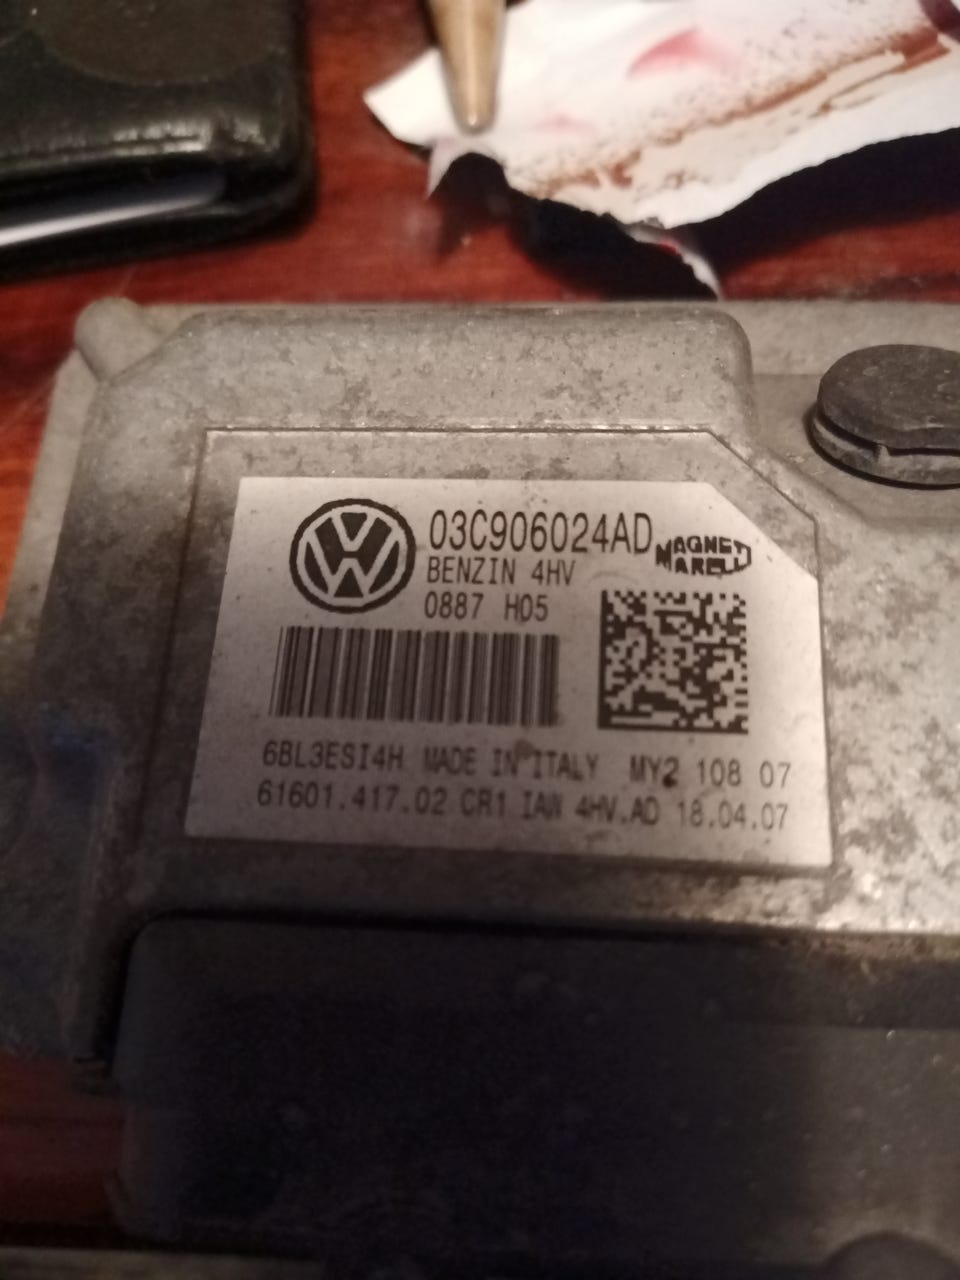 03C906024AD
MAGNETI
MARELLI
BENZIN 4HV
0887 H05
6BL3ESI4H MADE IN ITALY MY2 108 07
61601.417.02 CR1 IAW 4HV.AD 18.04.07